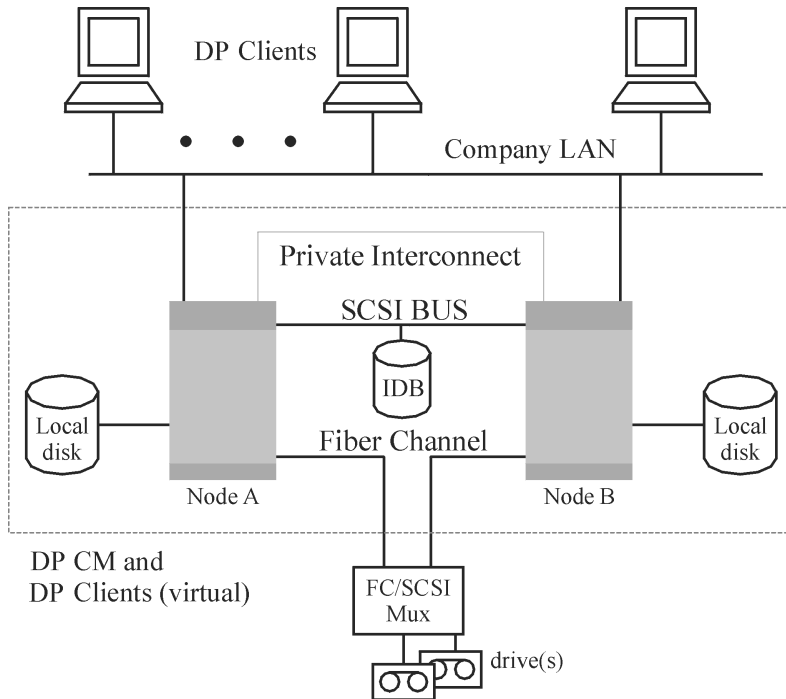 DP Clients
Company LAN
Private Interconnect
SCSI BUS
IDB
Local
disk
Local
disk
Fiber Channel
Node A
Node B
DP CM and
DP Clients (virtual)
FC/SCSI
Mux
drive(s)